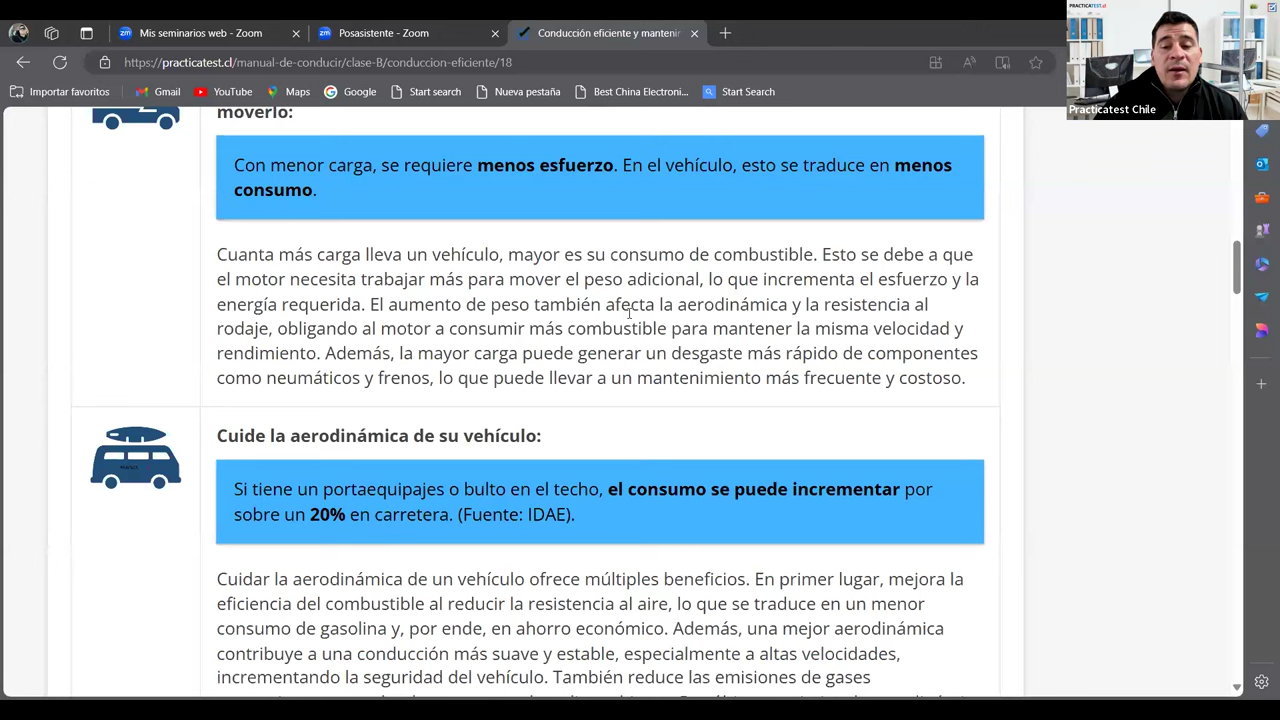 PRACTICATEST.cl
Mis seminarios web - Zoom
Posasistente - Zoom
Conducción eficiente y mantenir
https://practicatest.cl/manual-de-conducir/clase-B/conduccion-eficiente/18
Importar favoritos
Gmail
YouTube
Maps
Google
Start search
Nueva pestaña
Best China Electroni...
Start Search
Practicatest Chile
moverlo:
Con menor carga, se requiere menos esfuerzo. En el vehículo, esto se traduce en menos
consumo.
Cuanta más carga lleva un vehículo, mayor es su consumo de combustible. Esto se debe a que
el motor necesita trabajar más para mover el peso adicional, lo que incrementa el esfuerzo y la
energía requerida. El aumento de peso también afecta la aerodinámica y la resistencia al
rodaje, obligando al motor a consumir más combustible para mantener la misma velocidad y
rendimiento. Además, la mayor carga puede generar un desgaste más rápido de componentes
como neumáticos y frenos, lo que puede llevar a un mantenimiento más frecuente y costoso.
Cuide la aerodinámica de su vehículo:
Si tiene un portaequipajes o bulto en el techo, el consumo se puede incrementar por
sobre un 20% en carretera. (Fuente: IDAE).
Cuidar la aerodinámica de un vehículo ofrece múltiples beneficios. En primer lugar, mejora la
eficiencia del combustible al reducir la resistencia al aire, lo que se traduce en un menor
consumo de gasolina y, por ende, en ahorro económico. Además, una mejor aerodinámica
contribuye a una conducción más suave y estable, especialmente a altas velocidades,
incrementando la seguridad del vehículo. También reduce las emisiones de gases